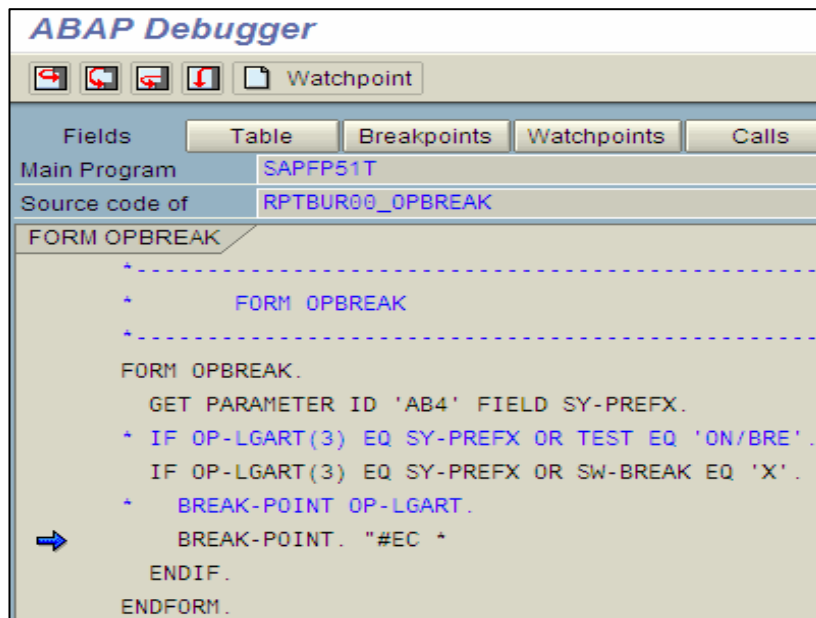 ABAP Debugger
Watchpoint
Fields Table Breakpoints Watchpoints Calls
Main Program SAPFP51T
Source code of RPTBUR00_OPBREAK
FORM OPBREAK
*------------------------------------------------
* FORM OPBREAK
*------------------------------------------------
FORM OPBREAK.
GET PARAMETER ID 'AB4' FIELD SY-PREFX.
* IF OP-LGART(3) EQ SY-PREFX OR TEST EQ 'ON/BRE'.
IF OP-LGART(3) EQ SY-PREFX OR SW-BREAK EQ 'X'.
* BREAK-POINT OP-LGART.
BREAK-POINT. "#EC *
ENDIF.
ENDFORM.